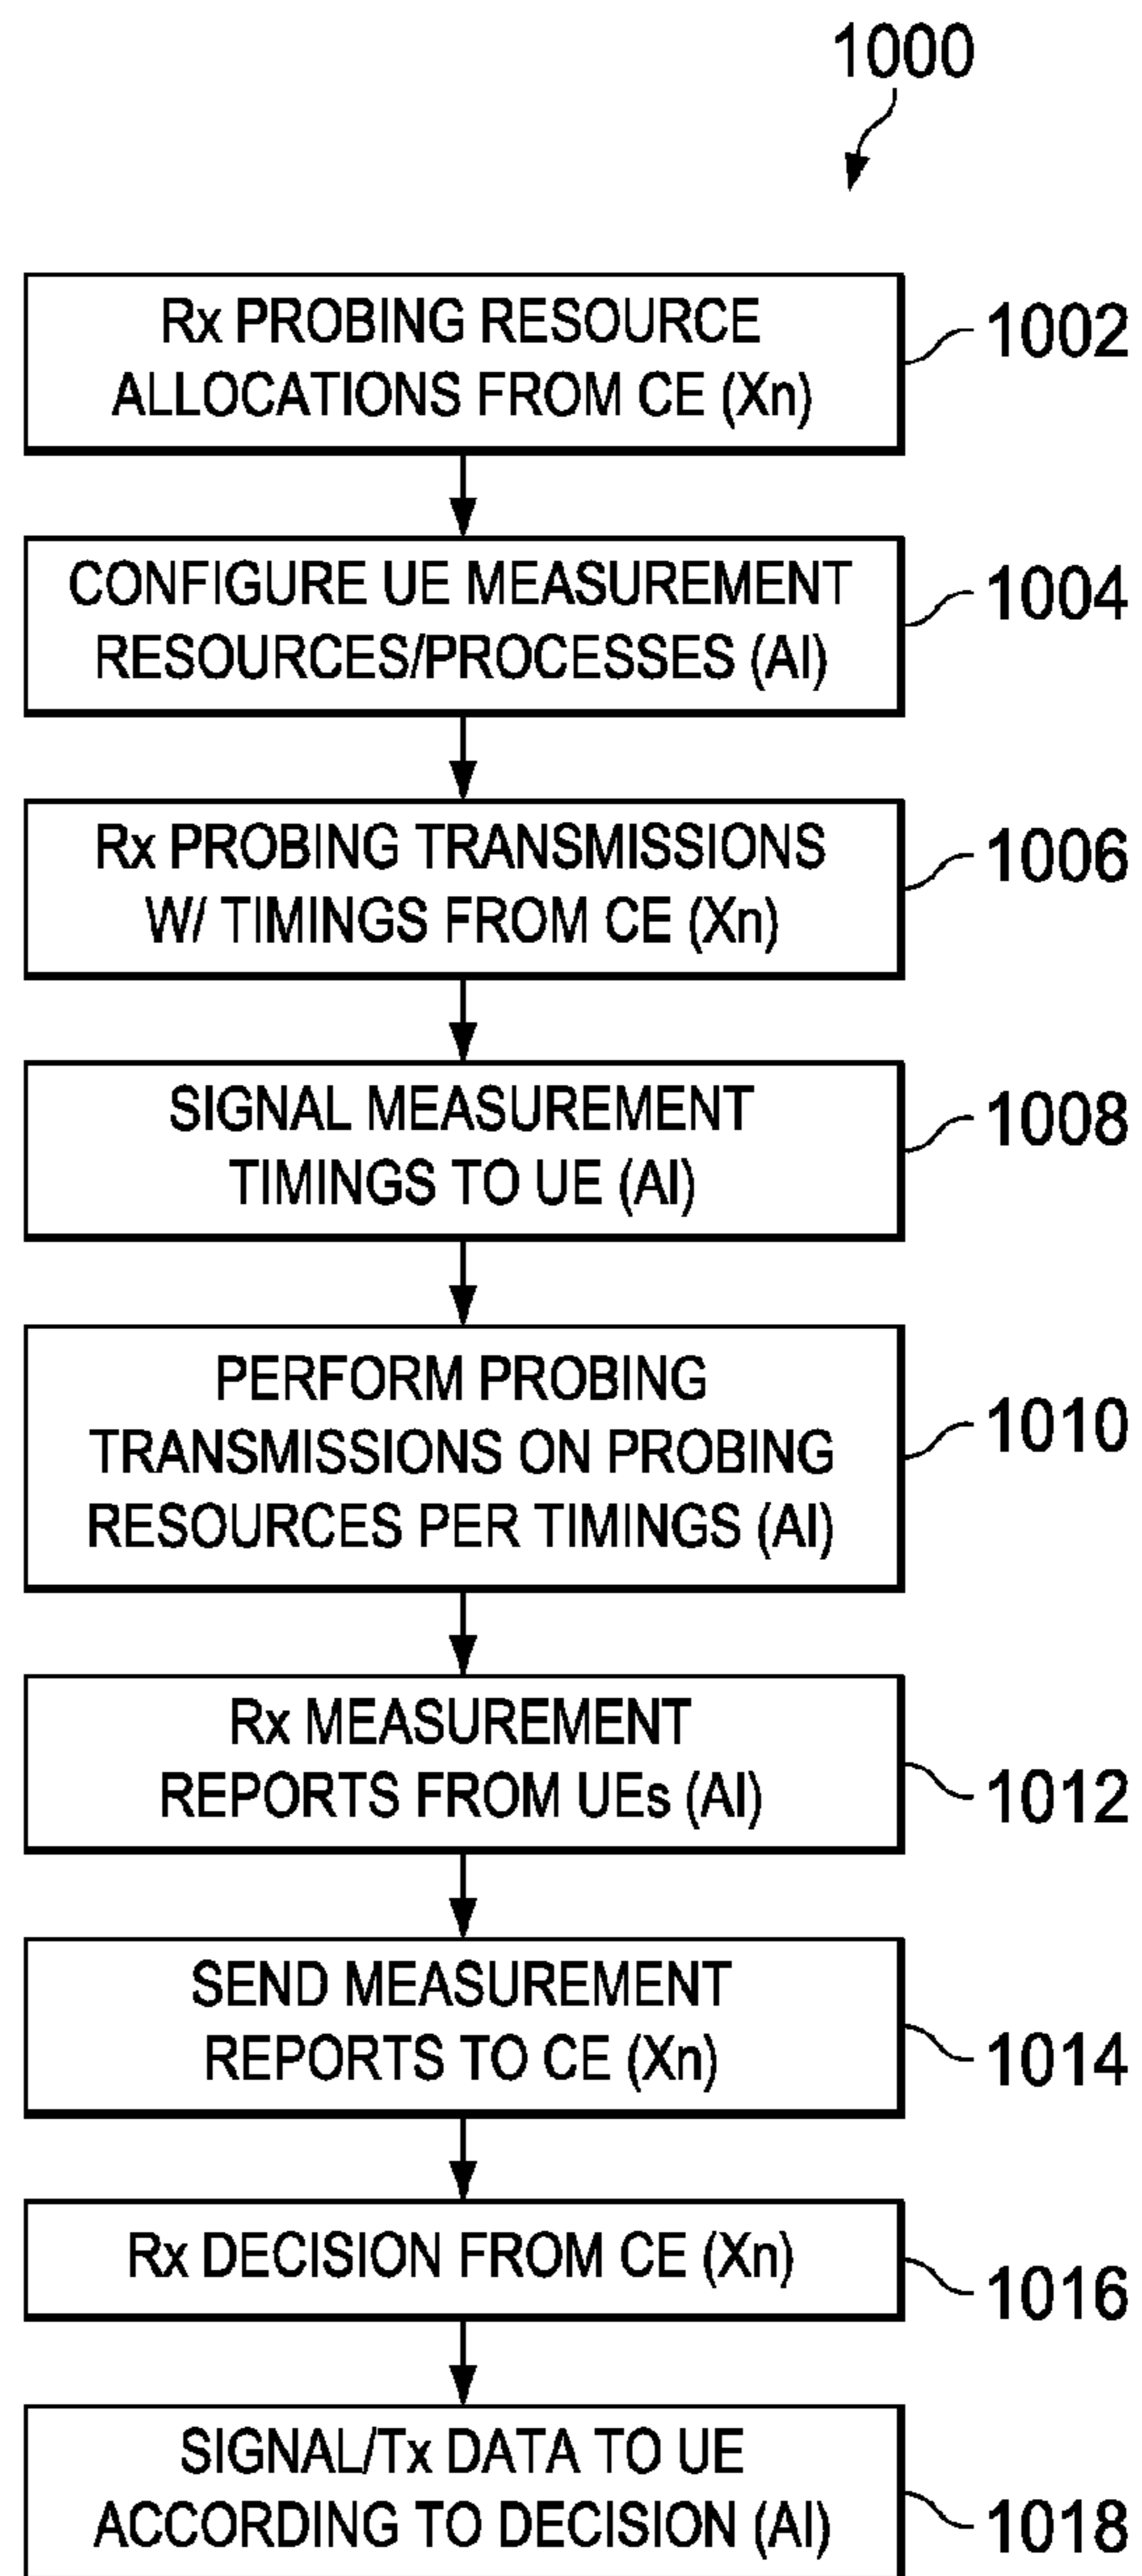 1000
Rx PROBING RESOURCE
ALLOCATIONS FROM CE (Xn)
1002
CONFIGURE UE MEASUREMENT
RESOURCES/PROCESSES (AI)
1004
Rx PROBING TRANSMISSIONS
W/ TIMINGS FROM CE (Xn)
1006
SIGNAL MEASUREMENT
TIMINGS TO UE (AI)
1008
PERFORM PROBING
TRANSMISSIONS ON PROBING
RESOURCES PER TIMINGS (AI)
1010
Rx MEASUREMENT
REPORTS FROM UEs (AI)
1012
SEND MEASUREMENT
REPORTS TO CE (Xn)
1014
Rx DECISION FROM CE (Xn)
1016
SIGNAL/Tx DATA TO UE
ACCORDING TO DECISION (AI)
1018